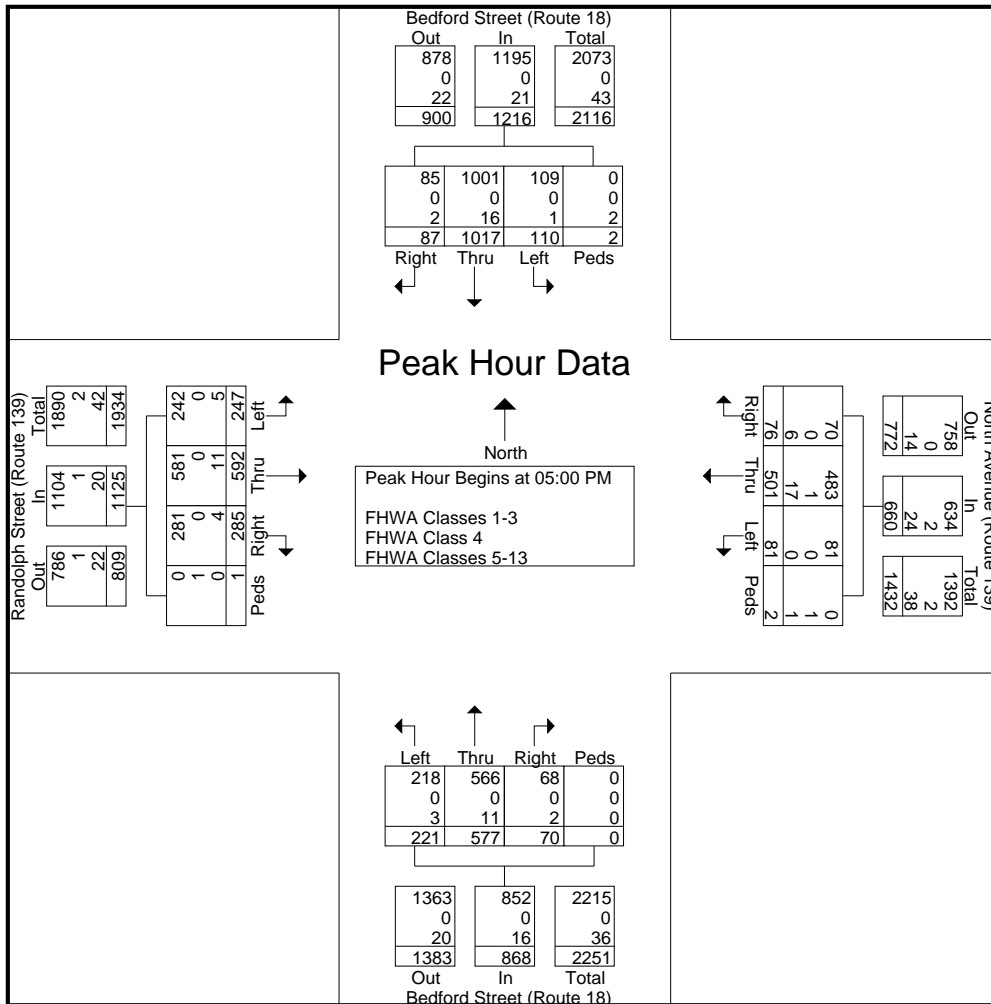 Bedford Street (Route 18)
Out In Total
878 1195 2073
0 0 0
22 21 43
900 1216 2116
85 1001 109 0
0 0 0 0
2 16 1 2
87 1017 110 2
Right Thru Left Peds
Peak Hour Data
North
Peak Hour Begins at 05:00 PM
FHWA Classes 1-3
FHWA Class 4
FHWA Classes 5-13
Randolph Street (Route 139)
Out In Total
786 1104 1890
1 1 2
22 20 42
809 1125 1934
0 281 581 242
1 0 0 0
0 4 11 5
1 285 592 247
Peds Right Thru Left
North Avenue (Route 139)
Out In Total
758 634 1392
0 2 2
14 24 38
772 660 1432
70 483 81 0
0 1 0 1
6 17 0 1
76 501 81 2
Right Thru Left Peds
Left Thru Right Peds
218 566 68 0
0 0 0 0
3 11 2 0
221 577 70 0
1363 852 2215
0 0 0
20 16 36
1383 868 2251
Out In Total
Bedford Street (Route 18)